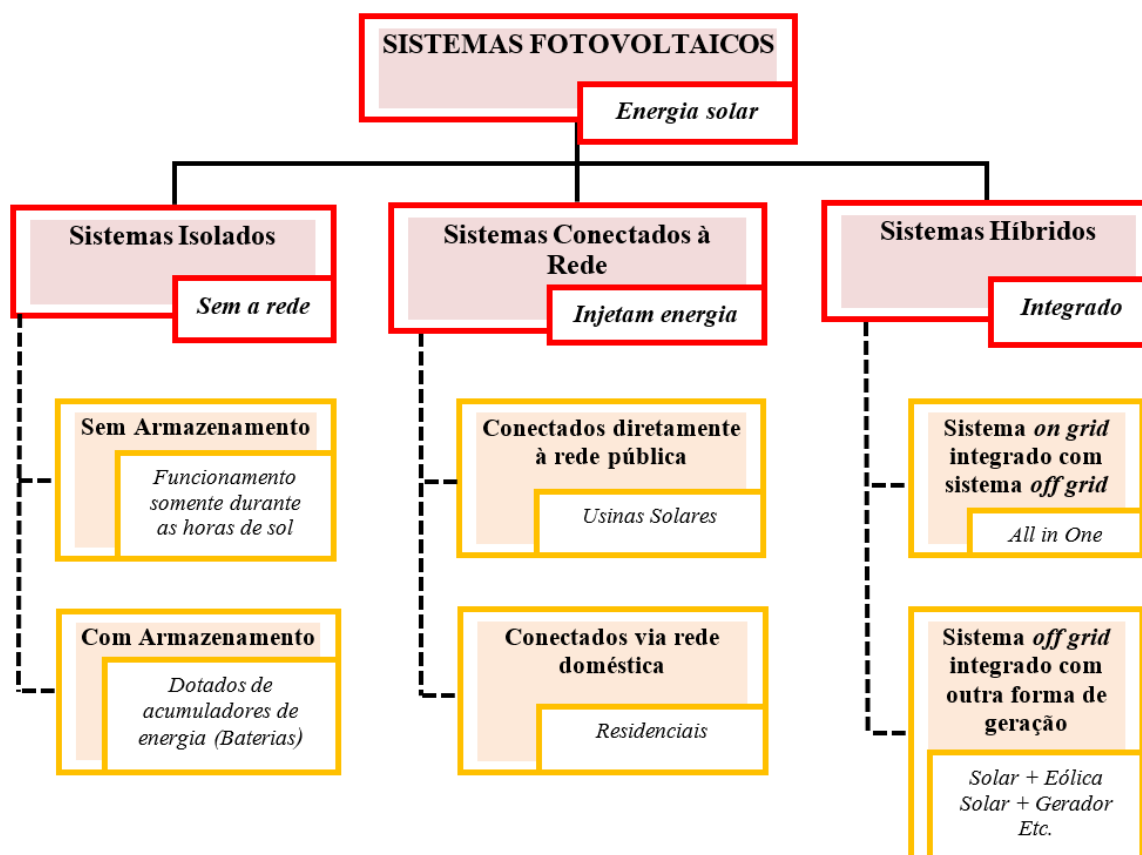 SISTEMAS FOTOVOLTAICOS
Energia solar
Sistemas Isolados
Sem a rede
Sistemas Conectados à
Rede
Injetam energia
Sistemas Híbridos
Integrado
Sem Armazenamento
Funcionamento
somente durante
as horas de sol
Com Armazenamento
Dotados de
acumuladores de
energia (Baterias)
Conectados diretamente
à rede pública
Usinas Solares
Conectados via rede
doméstica
Residenciais
Sistema on grid
integrado com
sistema off grid
All in One
Sistema off grid
integrado com
outra forma de
geração
Solar + Eólica
Solar + Gerador
Etc.